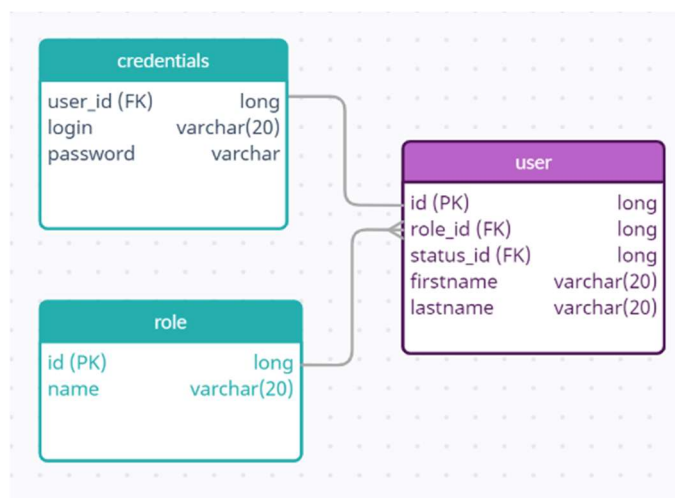 credentials
user_id (FK) long
login varchar(20)
password varchar
user
id (PK) long
role_id (FK) long
status_id (FK) long
firstname varchar(20)
lastname varchar(20)
role
id (PK) long
name varchar(20)